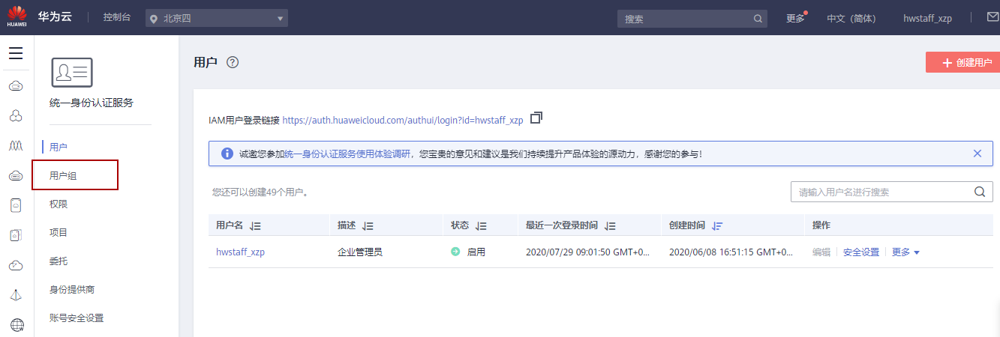 HUAWEI 华为云 控制台 北京四 搜索 更多 中文（简体） hwstaff_xzp
用户 创建用户
统一身份认证服务
IAM用户登录链接 https://auth.huaweicloud.com/authui/login?id=hwstaff_xzp
用户
诚邀您参加统一身份认证服务使用体验调研，您宝贵的意见和建议是我们持续提升产品体验的源动力，感谢您的参与！
用户组
您还可以创建49个用户。 请输入用户名进行搜索
权限
用户名 描述 状态 最近一次登录时间 创建时间 操作
项目
hwstaff_xzp 企业管理员 启用 2020/07/29 09:01:50 GMT+0... 2020/06/08 16:51:15 GMT+0... 编辑 安全设置 更多
委托
身份提供商
账号安全设置